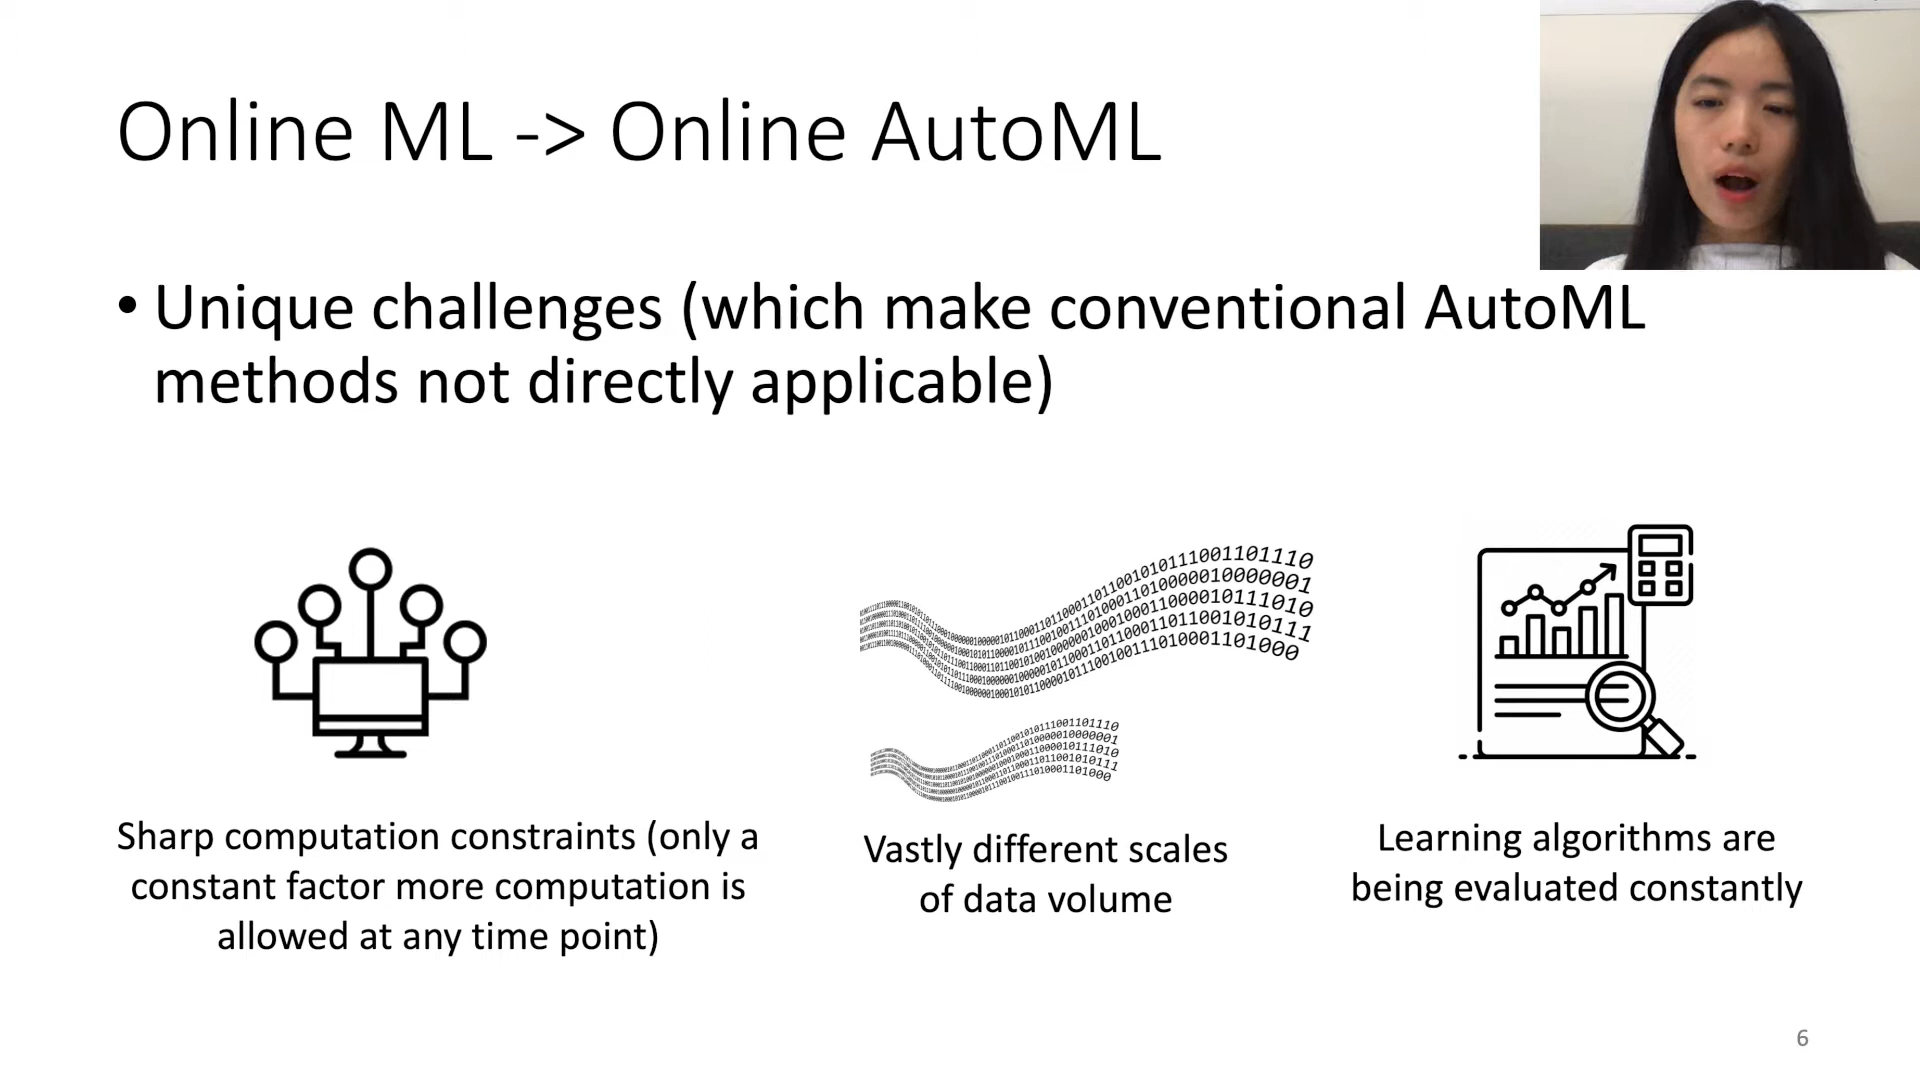 Online ML -> Online AutoML
• Unique challenges (which make conventional AutoML
methods not directly applicable)
Sharp computation constraints (only a
constant factor more computation is
allowed at any time point)
Vastly different scales
of data volume
Learning algorithms are
being evaluated constantly
6